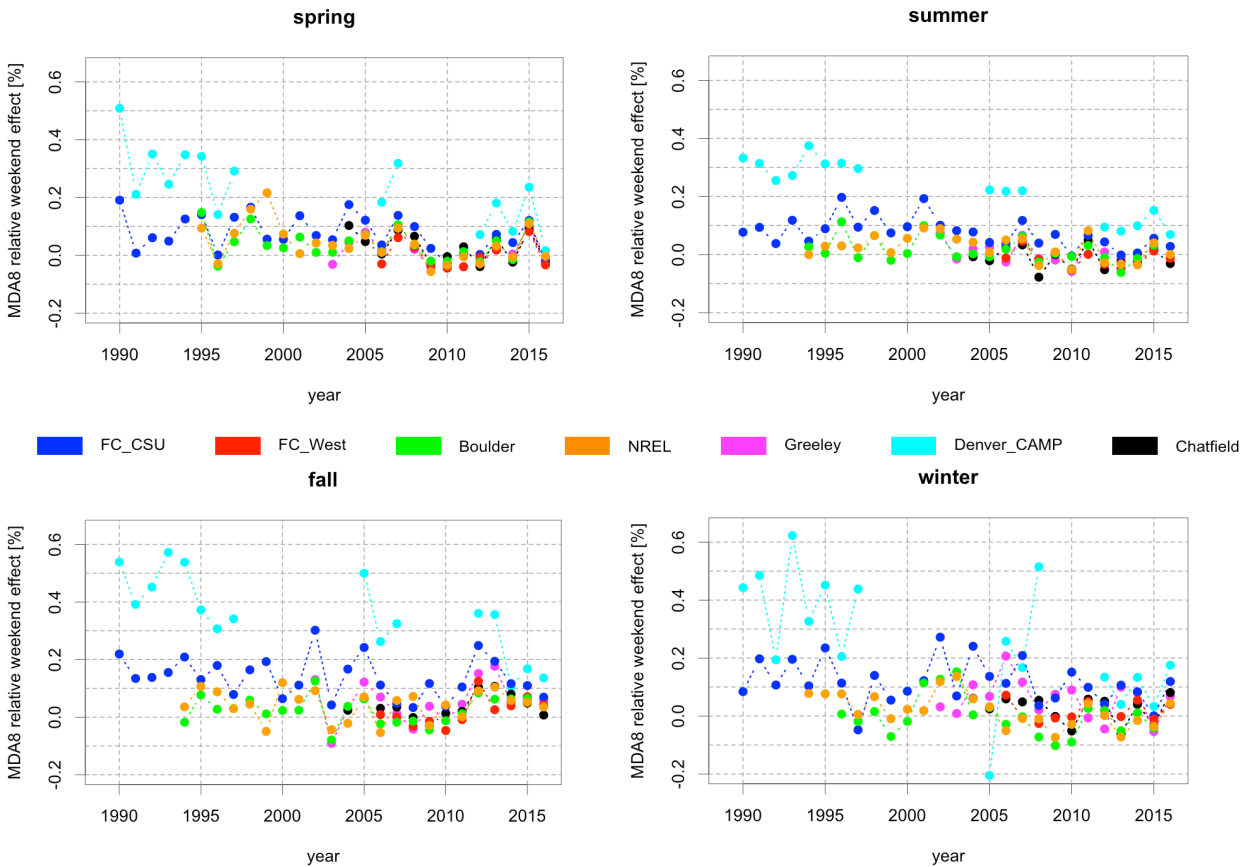 spring
MDA8 relative weekend effect [%]
0.6
0.4
0.2
0.0
-0.2
1990 1995 2000 2005 2010 2015
year
summer
MDA8 relative weekend effect [%]
0.6
0.4
0.2
0.0
-0.2
1990 1995 2000 2005 2010 2015
year
FC_CSU FC_West Boulder NREL Greeley Denver_CAMP Chatfield
fall
MDA8 relative weekend effect [%]
0.6
0.4
0.2
0.0
-0.2
1990 1995 2000 2005 2010 2015
year
winter
MDA8 relative weekend effect [%]
0.6
0.4
0.2
0.0
-0.2
1990 1995 2000 2005 2010 2015
year